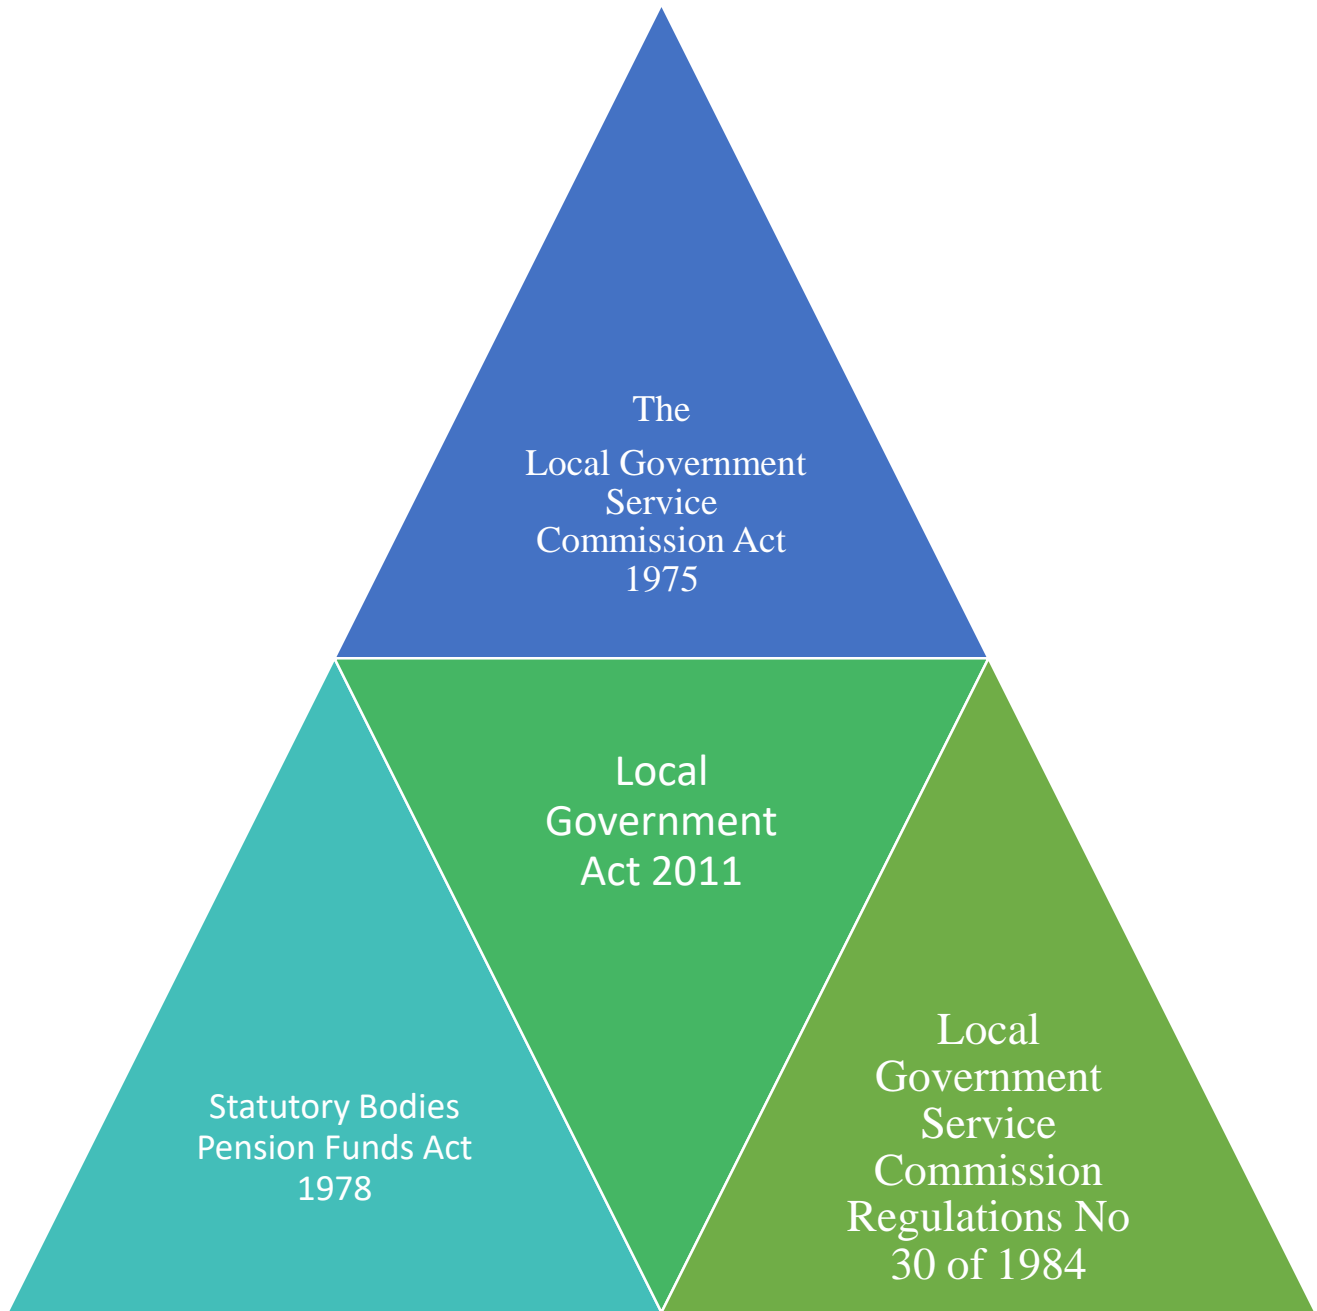 The
Local Government
Service
Commission Act
1975
Local
Government
Act 2011
Statutory Bodies
Pension Funds Act
1978
Local
Government
Service
Commission
Regulations No
30 of 1984